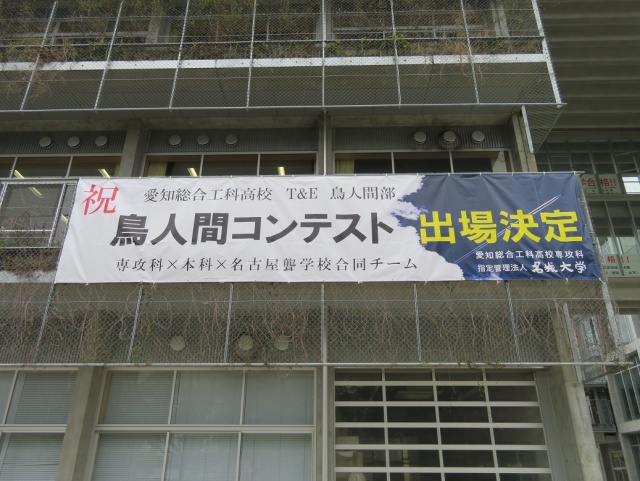 祝
愛知総合工科高校 T&E 鳥人間部
鳥人間コンテスト 出場決定
専攻科×本科×名古屋聾学校合同チーム
愛知総合工科高校専攻科
指定管理法人 名城大学
合格!!